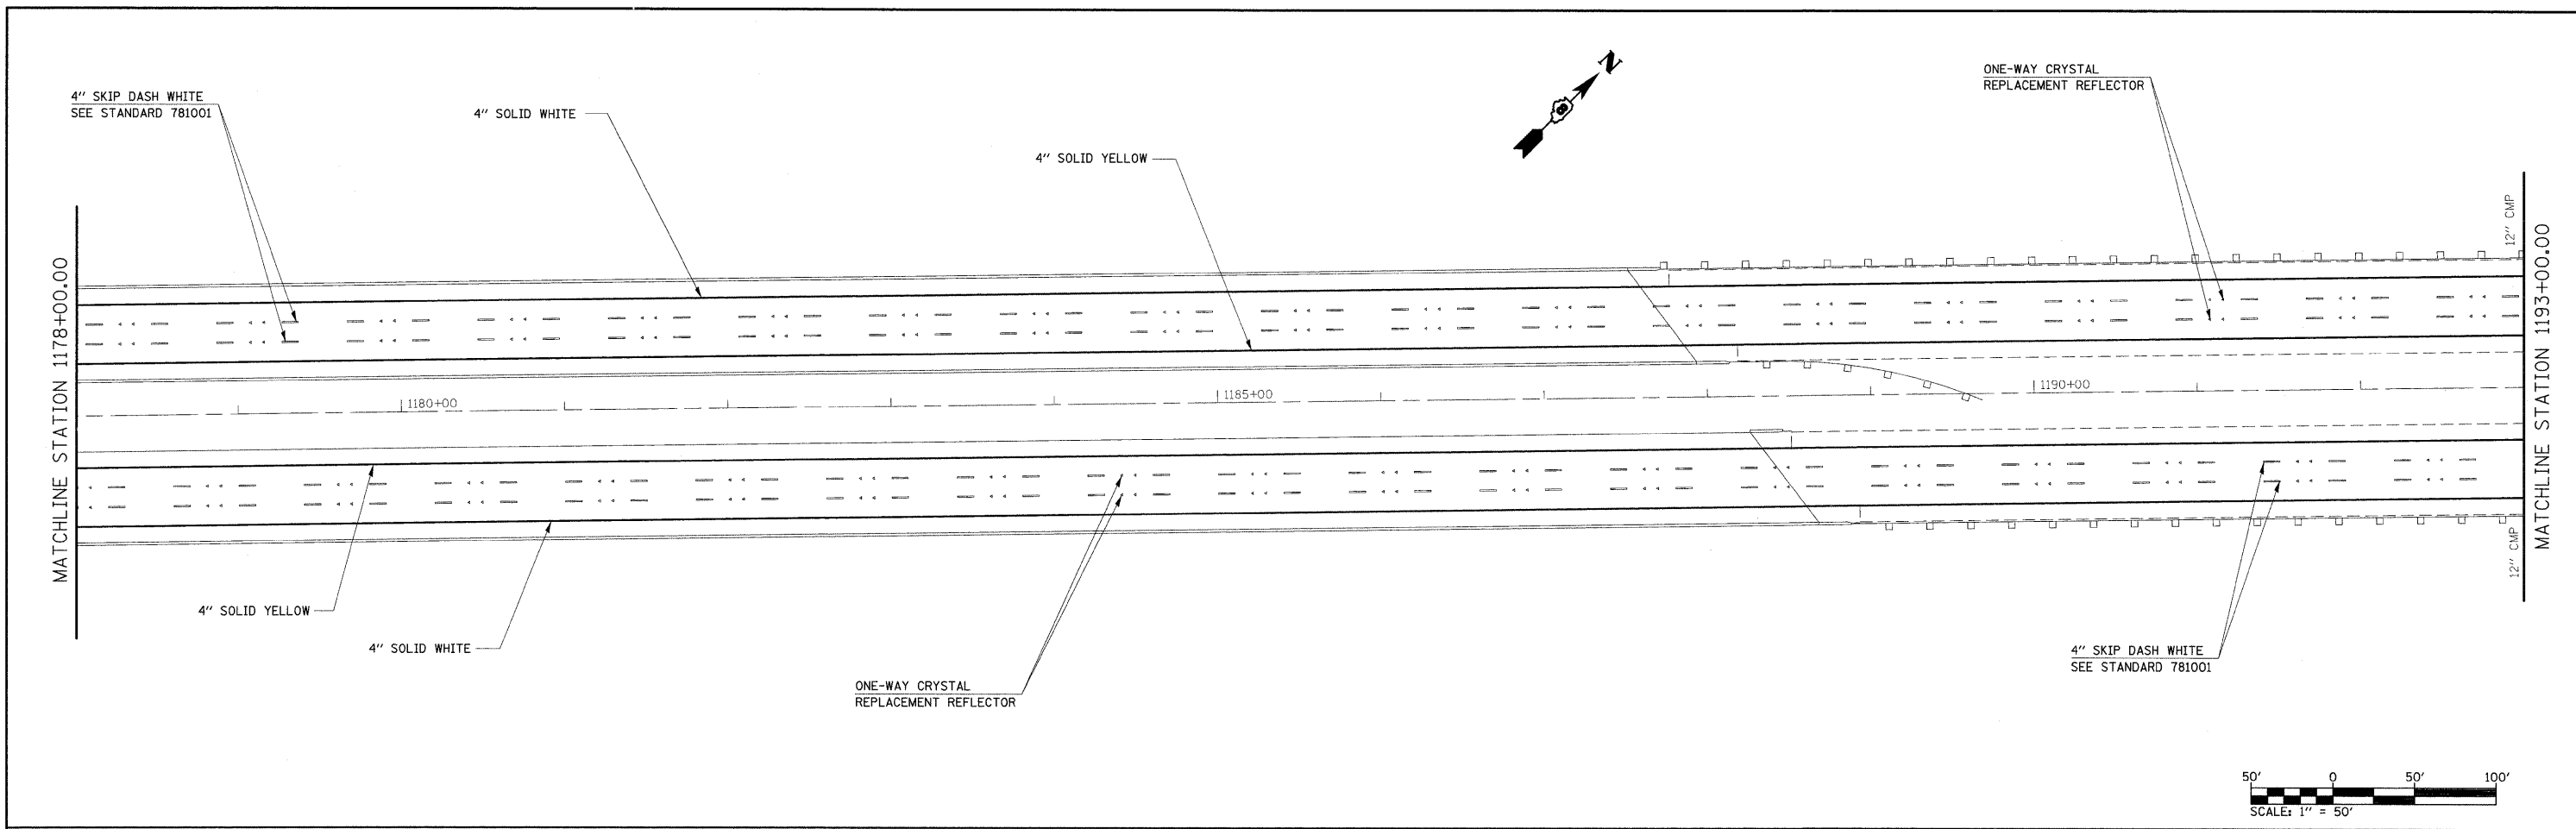 4" SKIP DASH WHITE
SEE STANDARD 781001
4" SOLID WHITE
4" SOLID YELLOW
N
ONE-WAY CRYSTAL
REPLACEMENT REFLECTOR
12" CMP
MATCHLINE STATION 1178+00.00
MATCHLINE STATION 1193+00.00
1180+00
1185+00
1190+00
12" CMP
4" SOLID YELLOW
4" SOLID WHITE
ONE-WAY CRYSTAL
REPLACEMENT REFLECTOR
4" SKIP DASH WHITE
SEE STANDARD 781001
50' 0 50' 100'
SCALE: 1" = 50'